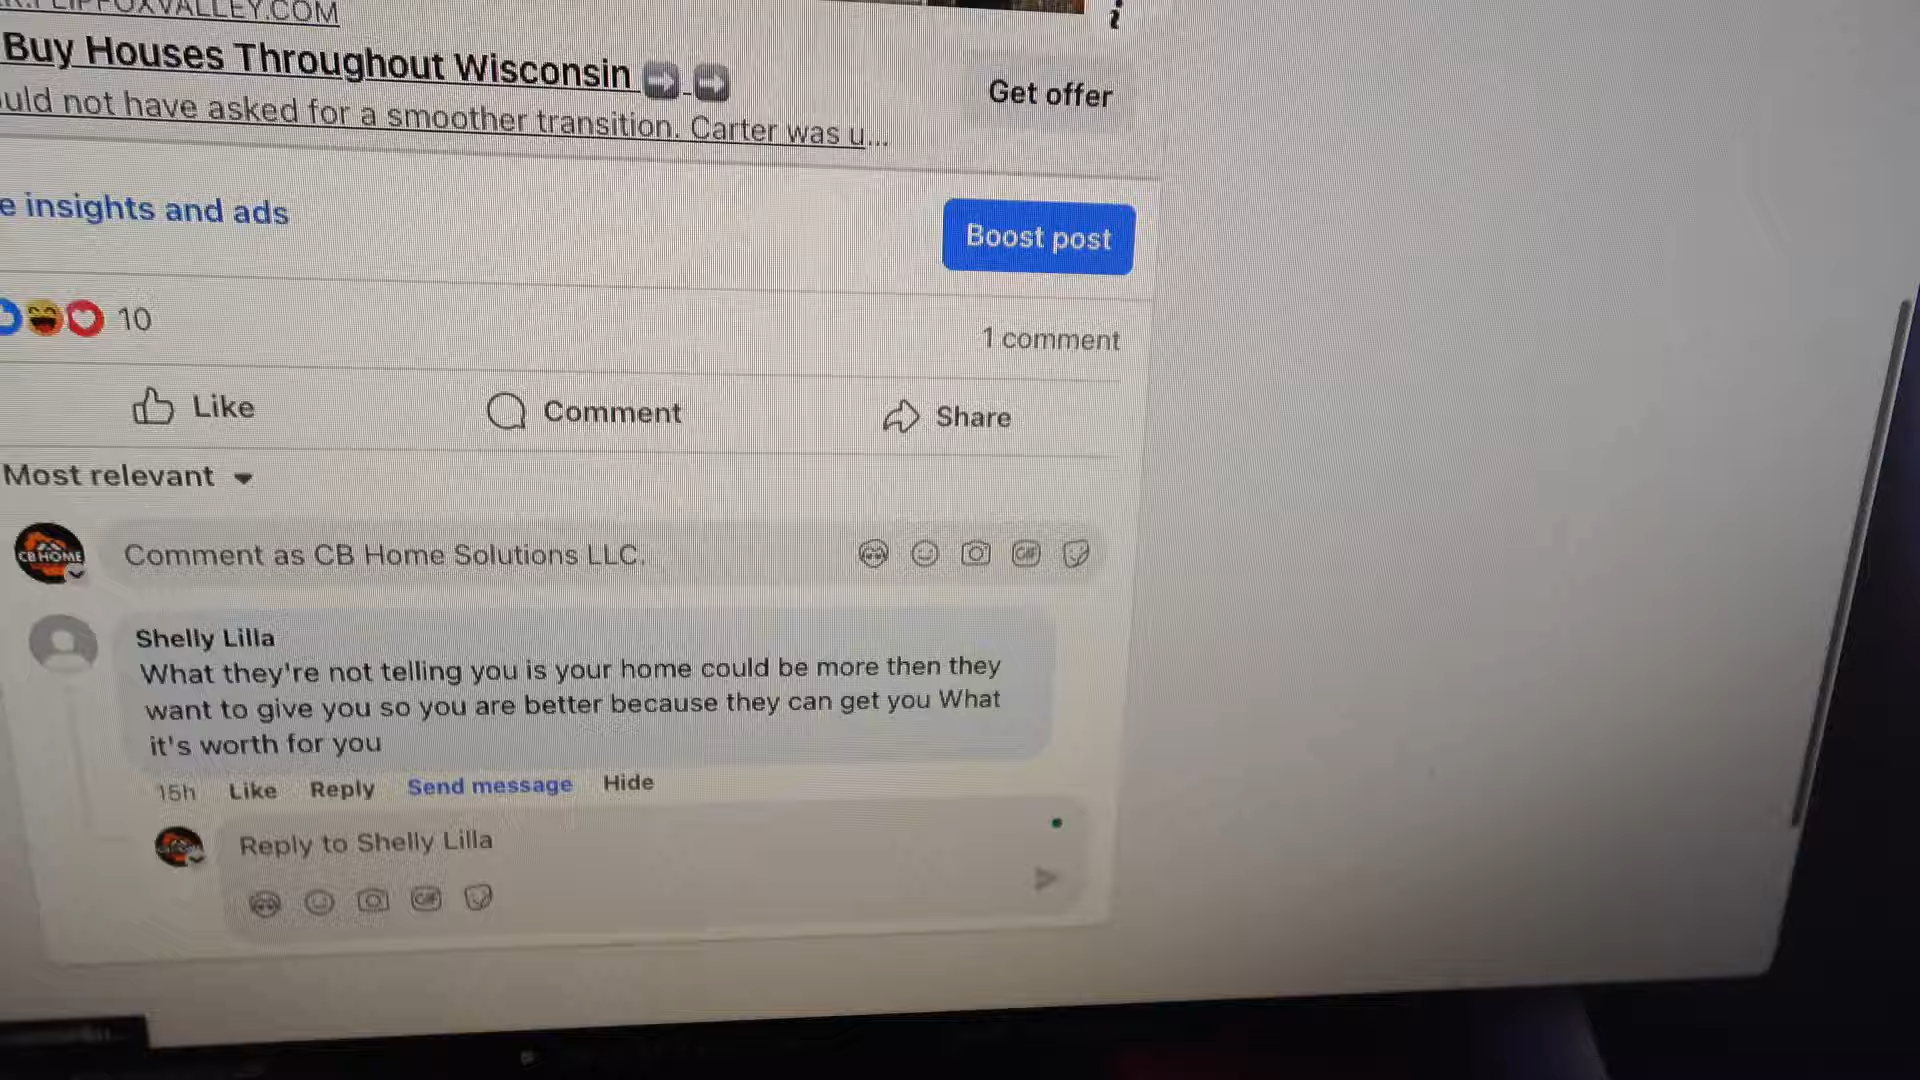 FLIPFOXVALLEY.COM
Buy Houses Throughout Wisconsin ➡️ ➡️
uld not have asked for a smoother transition. Carter was u...
Get offer
e insights and ads
Boost post
10
1 comment
Like
Comment
Share
Most relevant
CB HOME
Comment as CB Home Solutions LLC.
GIF
Shelly Lilla
What they're not telling you is your home could be more then they
want to give you so you are better because they can get you What
it's worth for you
15h Like Reply Send message Hide
Reply to Shelly Lilla
GIF